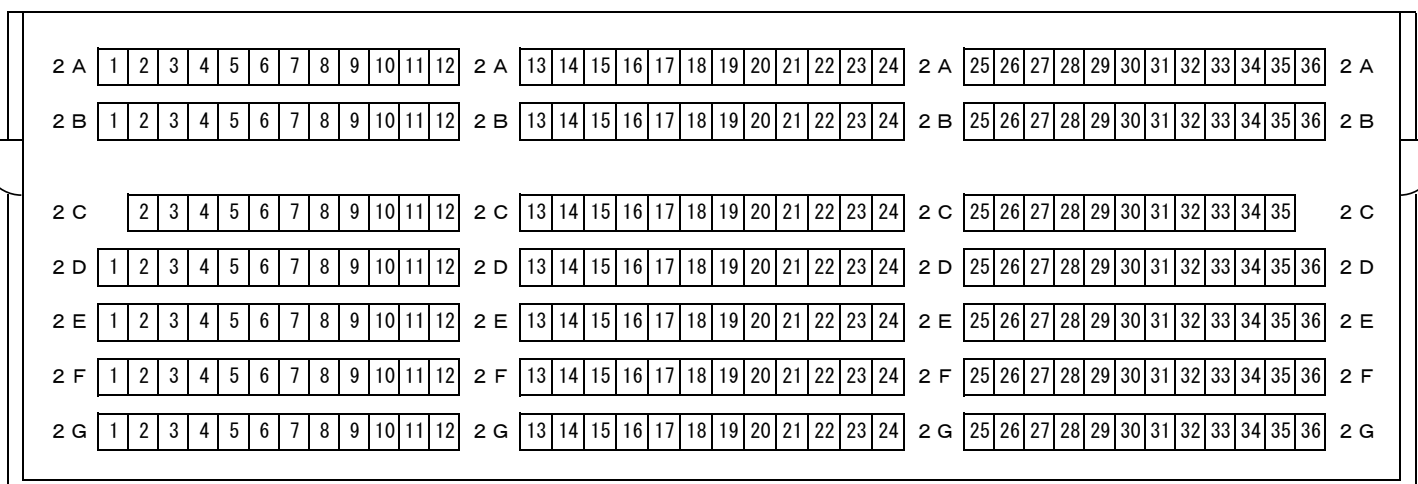 2A 1 2 3 4 5 6 7 8 9 10 11 12 2A 13 14 15 16 17 18 19 20 21 22 23 24 2A 25 26 27 28 29 30 31 32 33 34 35 36 2A
2B 1 2 3 4 5 6 7 8 9 10 11 12 2B 13 14 15 16 17 18 19 20 21 22 23 24 2B 25 26 27 28 29 30 31 32 33 34 35 36 2B
2C 2 3 4 5 6 7 8 9 10 11 12 2C 13 14 15 16 17 18 19 20 21 22 23 24 2C 25 26 27 28 29 30 31 32 33 34 35 2C
2D 1 2 3 4 5 6 7 8 9 10 11 12 2D 13 14 15 16 17 18 19 20 21 22 23 24 2D 25 26 27 28 29 30 31 32 33 34 35 36 2D
2E 1 2 3 4 5 6 7 8 9 10 11 12 2E 13 14 15 16 17 18 19 20 21 22 23 24 2E 25 26 27 28 29 30 31 32 33 34 35 36 2E
2F 1 2 3 4 5 6 7 8 9 10 11 12 2F 13 14 15 16 17 18 19 20 21 22 23 24 2F 25 26 27 28 29 30 31 32 33 34 35 36 2F
2G 1 2 3 4 5 6 7 8 9 10 11 12 2G 13 14 15 16 17 18 19 20 21 22 23 24 2G 25 26 27 28 29 30 31 32 33 34 35 36 2G